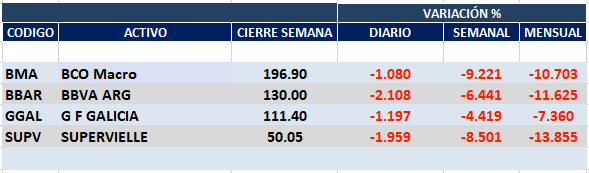 VARIACIÓN %
CODIGO ACTIVO CIERRE SEMANA DIARIO SEMANAL MENSUAL
BMA BCO Macro 196.90 -1.080 -9.221 -10.703
BBAR BBVA ARG 130.00 -2.108 -6.441 -11.625
GGAL G F GALICIA 111.40 -1.197 -4.419 -7.360
SUPV SUPERVIELLE 50.05 -1.959 -8.501 -13.855